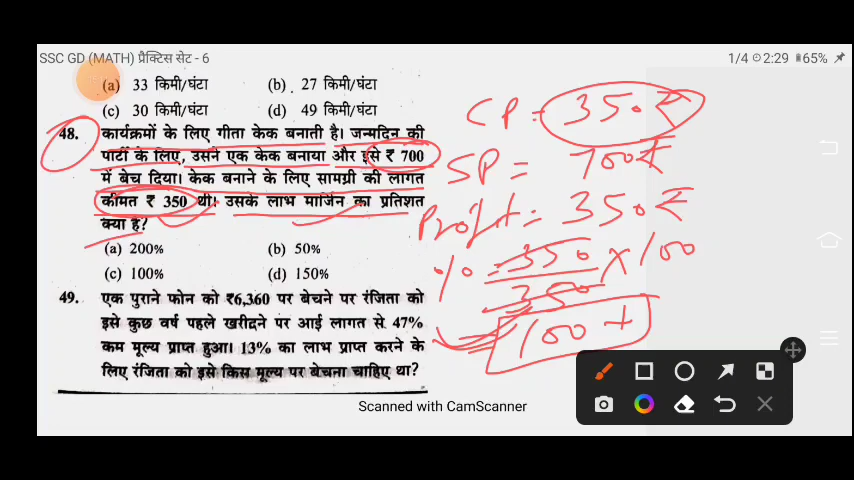 SSC GD (MATH) प्रैक्टिस सेट - 6
1/4 2:29 65%
(a) 33 किमी/घंटा (b) 27 किमी/घंटा
(c) 30 किमी/घंटा (d) 49 किमी/घंटा
48. कार्यक्रमों के लिए गीता केक बनाती है। जन्मदिन की
पार्टी के लिए, उसने एक केक बनाया और इसे ₹ 700
में बेच दिया। केक बनाने के लिए सामग्री की लागत
कीमत ₹ 350 थी। उसके लाभ मार्जिन का प्रतिशत
क्या है?
(a) 200% (b) 50%
(c) 100% (d) 150%
49. एक पुराने फोन को ₹6,360 पर बेचने पर रंजिता को
इसे कुछ वर्ष पहले खरीदने पर आई लागत से 47%
कम मूल्य प्राप्त हुआ। 13% का लाभ प्राप्त करने के
लिए रंजिता को इसे किस मूल्य पर बेचना चाहिए था?
CP = 350₹
SP = 700₹
Profit = 350₹
% = 350/350 × 100
100
Scanned with CamScanner